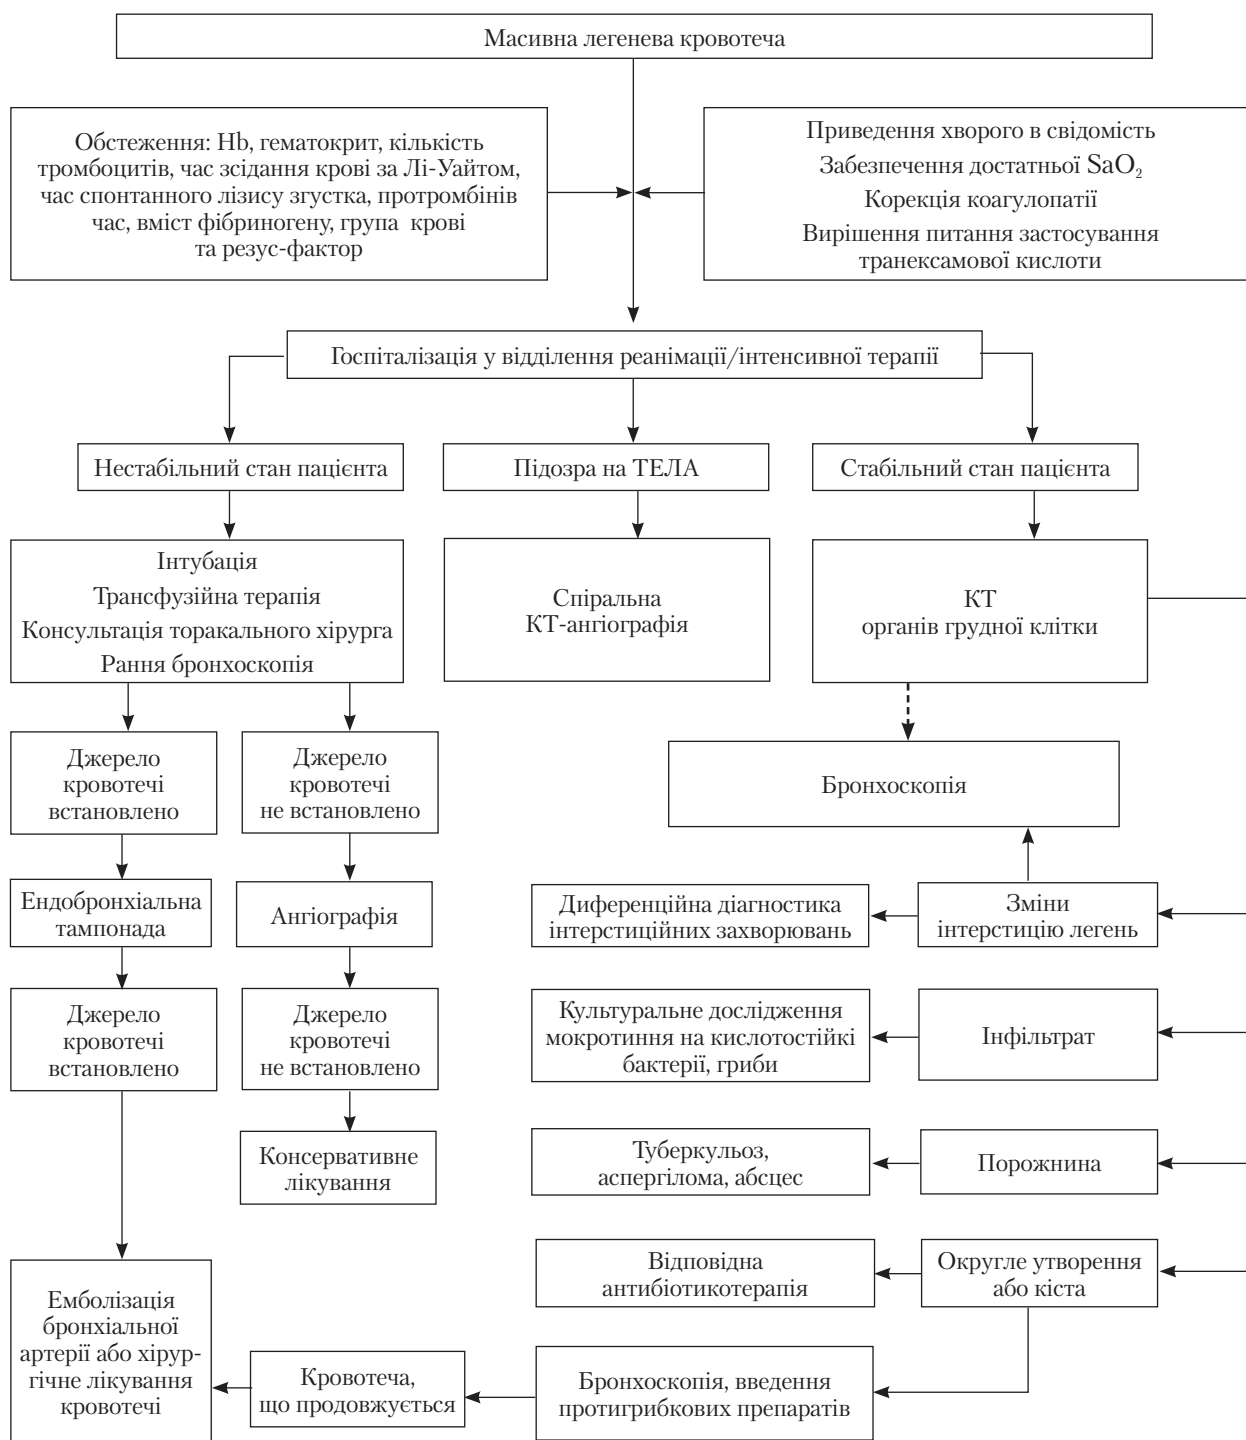 Масивна легенева кровотеча
Обстеження: Hb, гематокрит, кількість
тромбоцитів, час зсідання крові за Лі-Уайтом,
час спонтанного лізису згустка, протромбінів
час, вміст фібриногену, група крові
та резус-фактор
Приведення хворого в свідомість
Забезпечення достатньої SaO₂
Корекція коагулопатії
Вирішення питання застосування
транексамової кислоти
Госпіталізація у відділення реанімації/інтенсивної терапії
Нестабільний стан пацієнта
Підозра на ТЕЛА
Стабільний стан пацієнта
Інтубація
Трансфузійна терапія
Консультація торакального хірурга
Рання бронхоскопія
Спіральна
КТ-ангіографія
КТ
органів грудної клітки
Джерело
кровотечі
встановлено
Джерело
кровотечі
не встановлено
Бронхоскопія
Ендобронхіальна
тампонада
Ангіографія
Диференційна діагностика
інтерстиційних захворювань
Зміни
інтерстицію легень
Джерело
кровотечі
встановлено
Джерело
кровотечі
не встановлено
Культуральне дослідження
мокротиння на кислотостійкі
бактерії, гриби
Інфільтрат
Консервативне
лікування
Туберкульоз,
аспергілома, абсцес
Порожнина
Відповідна
антибіотикотерапія
Округле утворення
або кіста
Емболізація
бронхіальної
артерії або хірур-
гічне лікування
кровотечі
Кровотеча,
що продовжується
Бронхоскопія, введення
протигрибкових препаратів